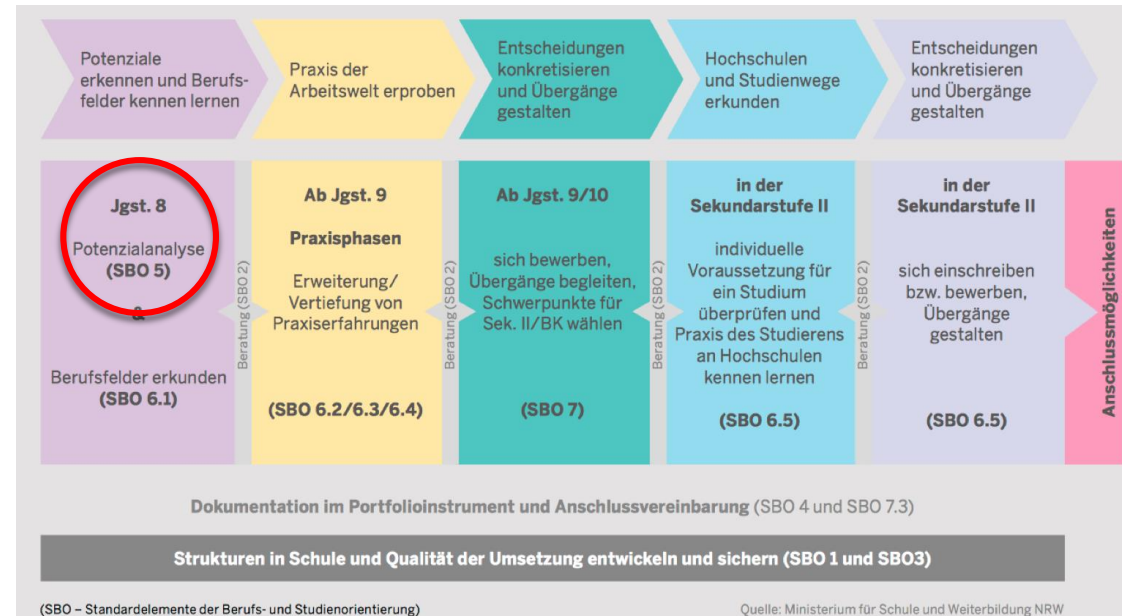 Potenziale
erkennen und Berufs-
felder kennen lernen
Praxis der
Arbeitswelt erproben
Entscheidungen
konkretisieren
und Übergänge
gestalten
Hochschulen
und Studienwege
erkunden
Entscheidungen
konkretisieren
und Übergänge
gestalten
Jgst. 8
Potenzialanalyse
(SBO 5)
&
Berufsfelder erkunden
(SBO 6.1)
Beratung (SBO 2)
Ab Jgst. 9
Praxisphasen
Erweiterung/
Vertiefung von
Praxiserfahrungen
(SBO 6.2/6.3/6.4)
Beratung (SBO 2)
Ab Jgst. 9/10
sich bewerben,
Übergänge begleiten,
Schwerpunkte für
Sek. II/BK wählen
(SBO 7)
Beratung (SBO 2)
in der
Sekundarstufe II
individuelle
Voraussetzung für
ein Studium
überprüfen und
Praxis des Studierens
an Hochschulen
kennen lernen
(SBO 6.5)
Beratung (SBO 2)
in der
Sekundarstufe II
sich einschreiben
bzw. bewerben,
Übergänge
gestalten
(SBO 6.5)
Anschlussmöglichkeiten
Dokumentation im Portfolioinstrument und Anschlussvereinbarung (SBO 4 und SBO 7.3)
Strukturen in Schule und Qualität der Umsetzung entwickeln und sichern (SBO 1 und SBO3)
(SBO – Standardelemente der Berufs- und Studienorientierung)
Quelle: Ministerium für Schule und Weiterbildung NRW